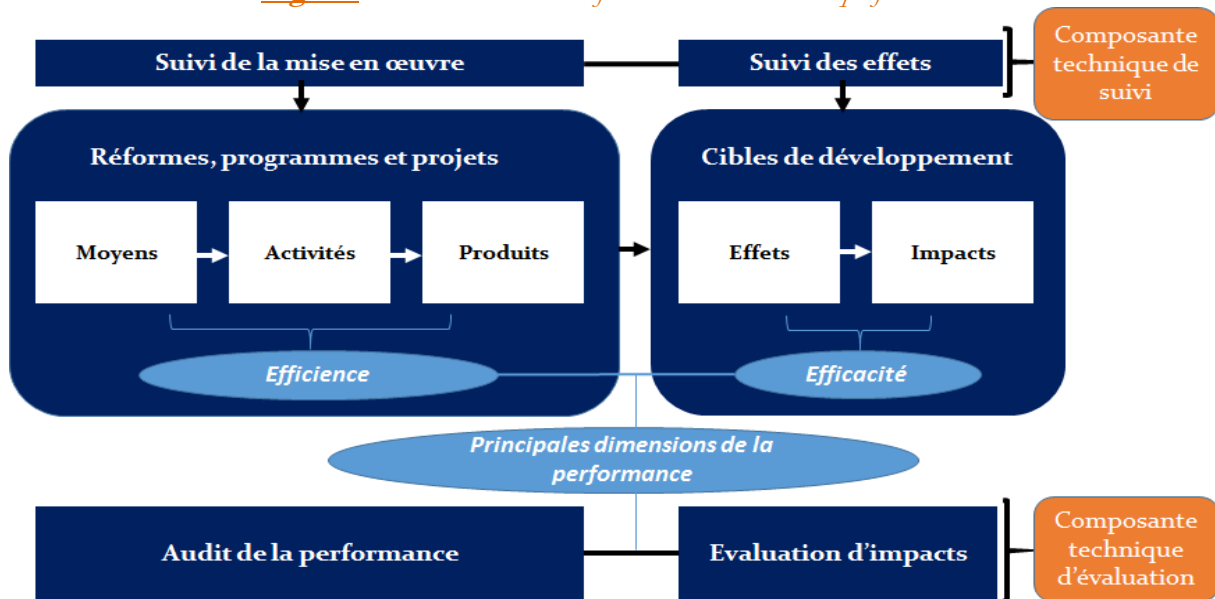 Suivi de la mise en œuvre
Suivi des effets
Composante
technique de
suivi
Réformes, programmes et projets
Cibles de développement
Moyens
Activités
Produits
Effets
Impacts
Efficience
Efficacité
Principales dimensions de la
performance
Audit de la performance
Evaluation d’impacts
Composante
technique
d’évaluation